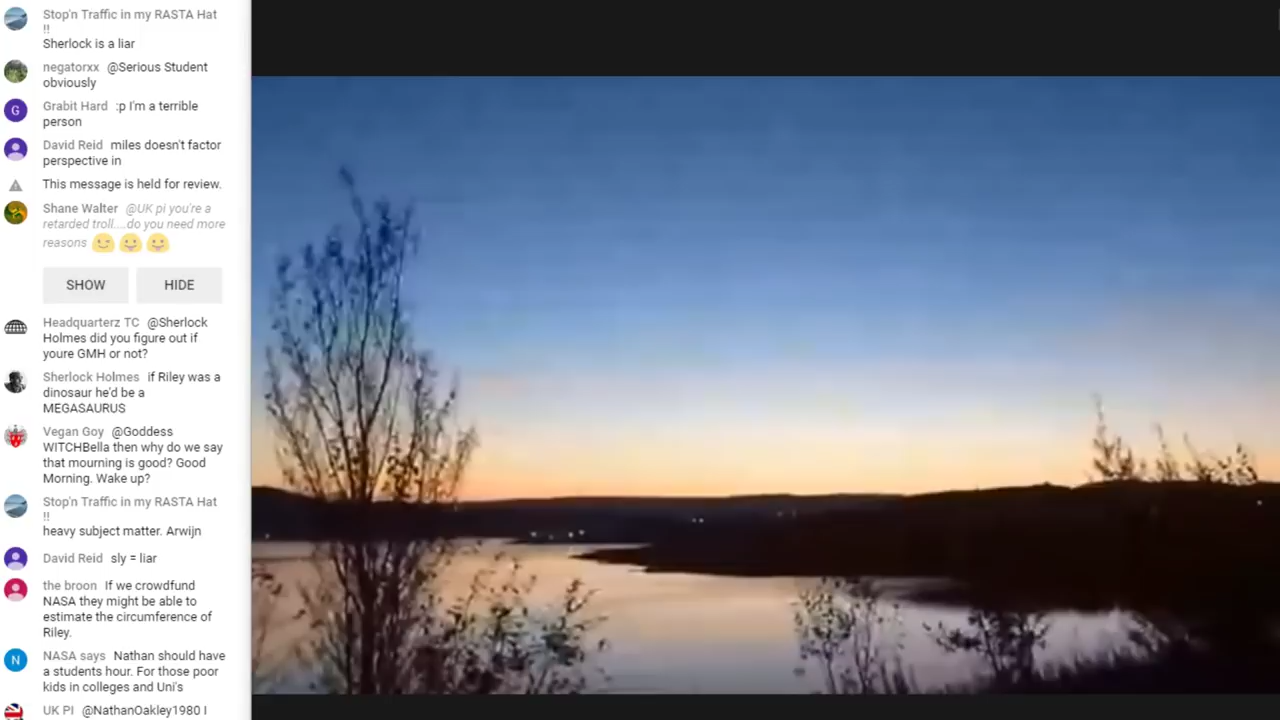 Stop'n Traffic in my RASTA Hat
!!
Sherlock is a liar
negatorxx @Serious Student
obviously
Grabit Hard :p I'm a terrible
person
David Reid miles doesn't factor
perspective in
This message is held for review.
Shane Walter @UK pi you're a
retarded troll....do you need more
reasons
SHOW HIDE
Headquarterz TC @Sherlock
Holmes did you figure out if
youre GMH or not?
Sherlock Holmes if Riley was a
dinosaur he'd be a
MEGASAURUS
Vegan Goy @Goddess
WITCHBella then why do we say
that mourning is good? Good
Morning. Wake up?
Stop'n Traffic in my RASTA Hat
!!
heavy subject matter. Arwijn
David Reid sly = liar
the broon If we crowdfund
NASA they might be able to
estimate the circumference of
Riley.
NASA says Nathan should have
a students hour. For those poor
kids in colleges and Uni's
UK PI @NathanOakley1980 I